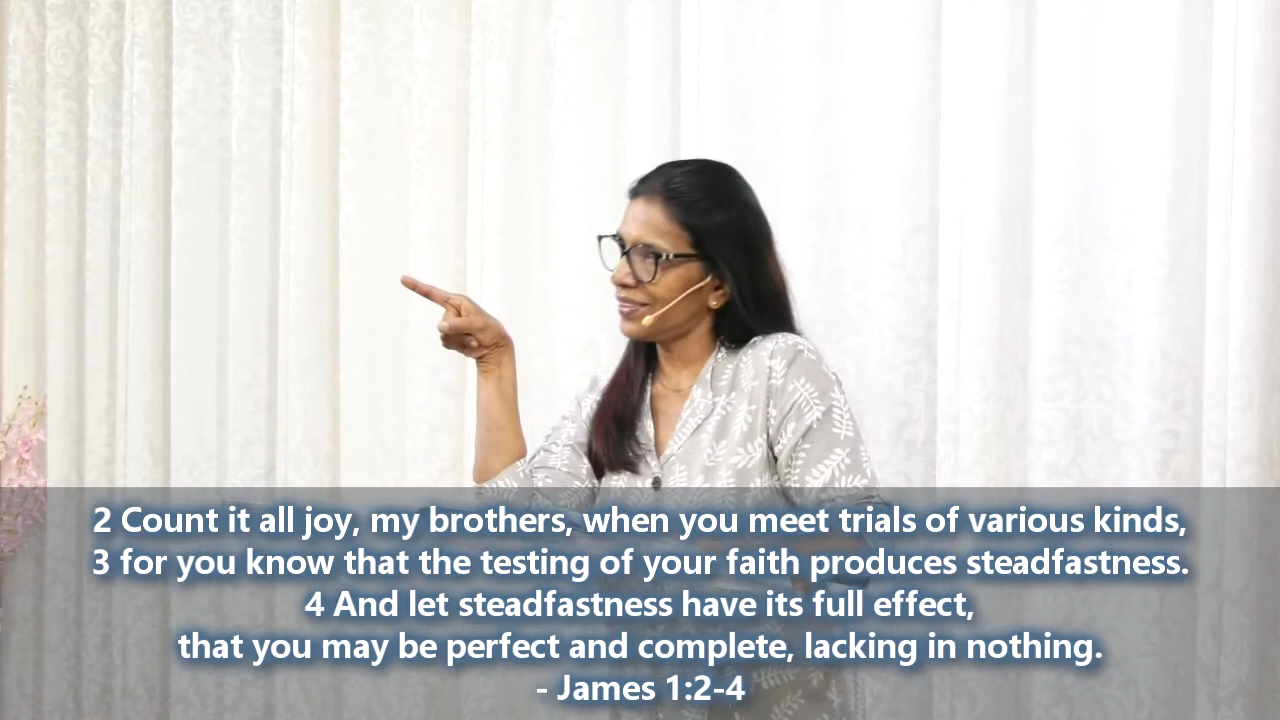 2 Count it all joy, my brothers, when you meet trials of various kinds,
3 for you know that the testing of your faith produces steadfastness.
4 And let steadfastness have its full effect,
that you may be perfect and complete, lacking in nothing.
- James 1:2-4